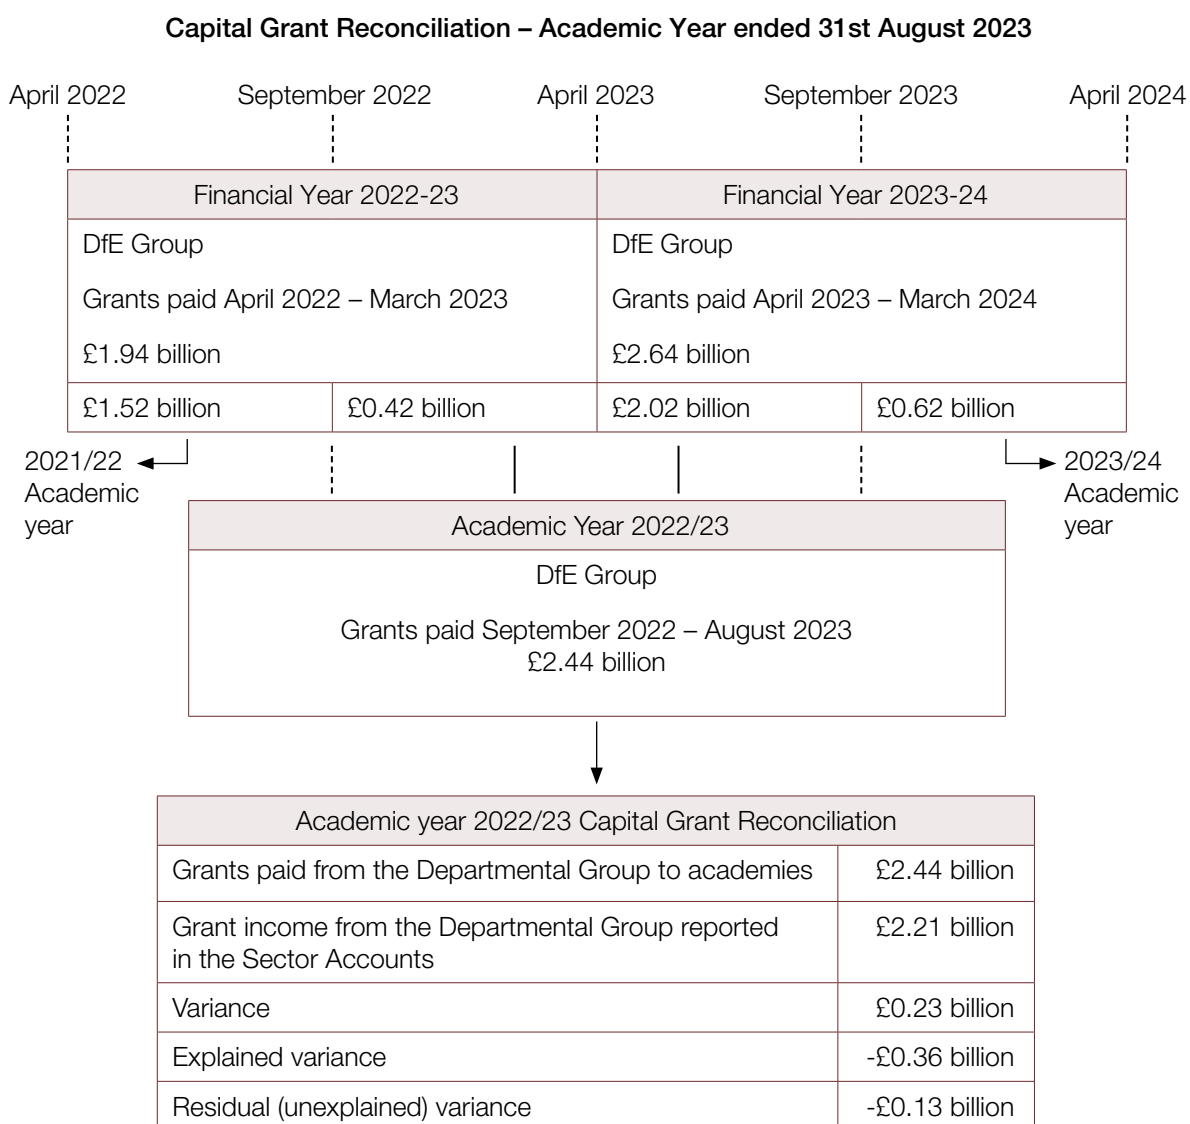 Capital Grant Reconciliation – Academic Year ended 31st August 2023
April 2022
September 2022
April 2023
September 2023
April 2024
Financial Year 2022-23
Financial Year 2023-24
DfE Group
Grants paid April 2022 – March 2023
£1.94 billion
DfE Group
Grants paid April 2023 – March 2024
£2.64 billion
£1.52 billion
£0.42 billion
£2.02 billion
£0.62 billion
2021/22
Academic
year
2023/24
Academic
year
Academic Year 2022/23
DfE Group
Grants paid September 2022 – August 2023
£2.44 billion
Academic year 2022/23 Capital Grant Reconciliation
Grants paid from the Departmental Group to academies
£2.44 billion
Grant income from the Departmental Group reported
in the Sector Accounts
£2.21 billion
Variance
£0.23 billion
Explained variance
-£0.36 billion
Residual (unexplained) variance
-£0.13 billion